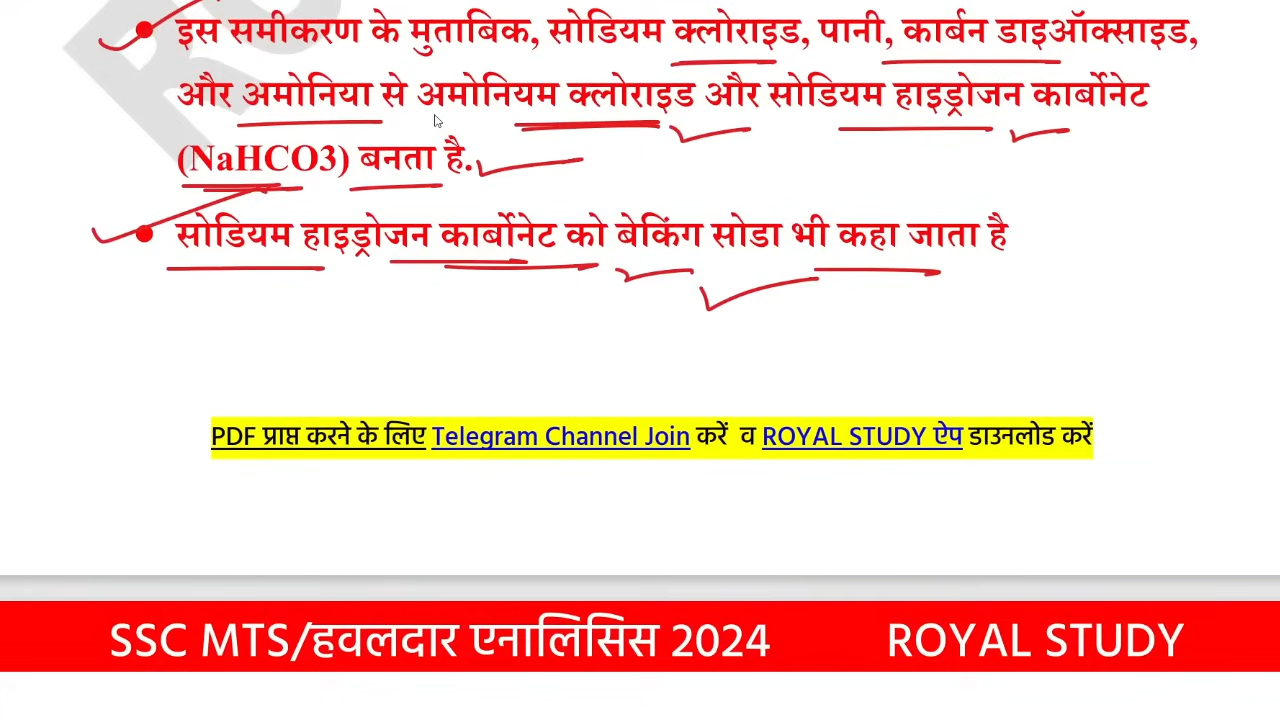 इस समीकरण के मुताबिक, सोडियम क्लोराइड, पानी, कार्बन डाइऑक्साइड,
और अमोनिया से अमोनियम क्लोराइड और सोडियम हाइड्रोजन कार्बोनेट
(NaHCO3) बनता है.
सोडियम हाइड्रोजन कार्बोनेट को बेकिंग सोडा भी कहा जाता है
PDF प्राप्त करने के लिए Telegram Channel Join करें व ROYAL STUDY ऐप डाउनलोड करें
SSC MTS/हवलदार एनालिसिस 2024 ROYAL STUDY